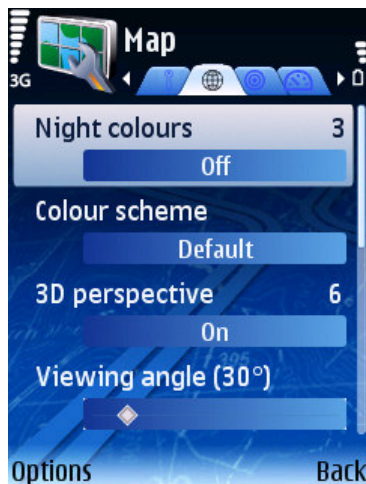 Map
3G
Night colours 3
Off
Colour scheme
Default
3D perspective 6
On
Viewing angle (30°)
Options Back